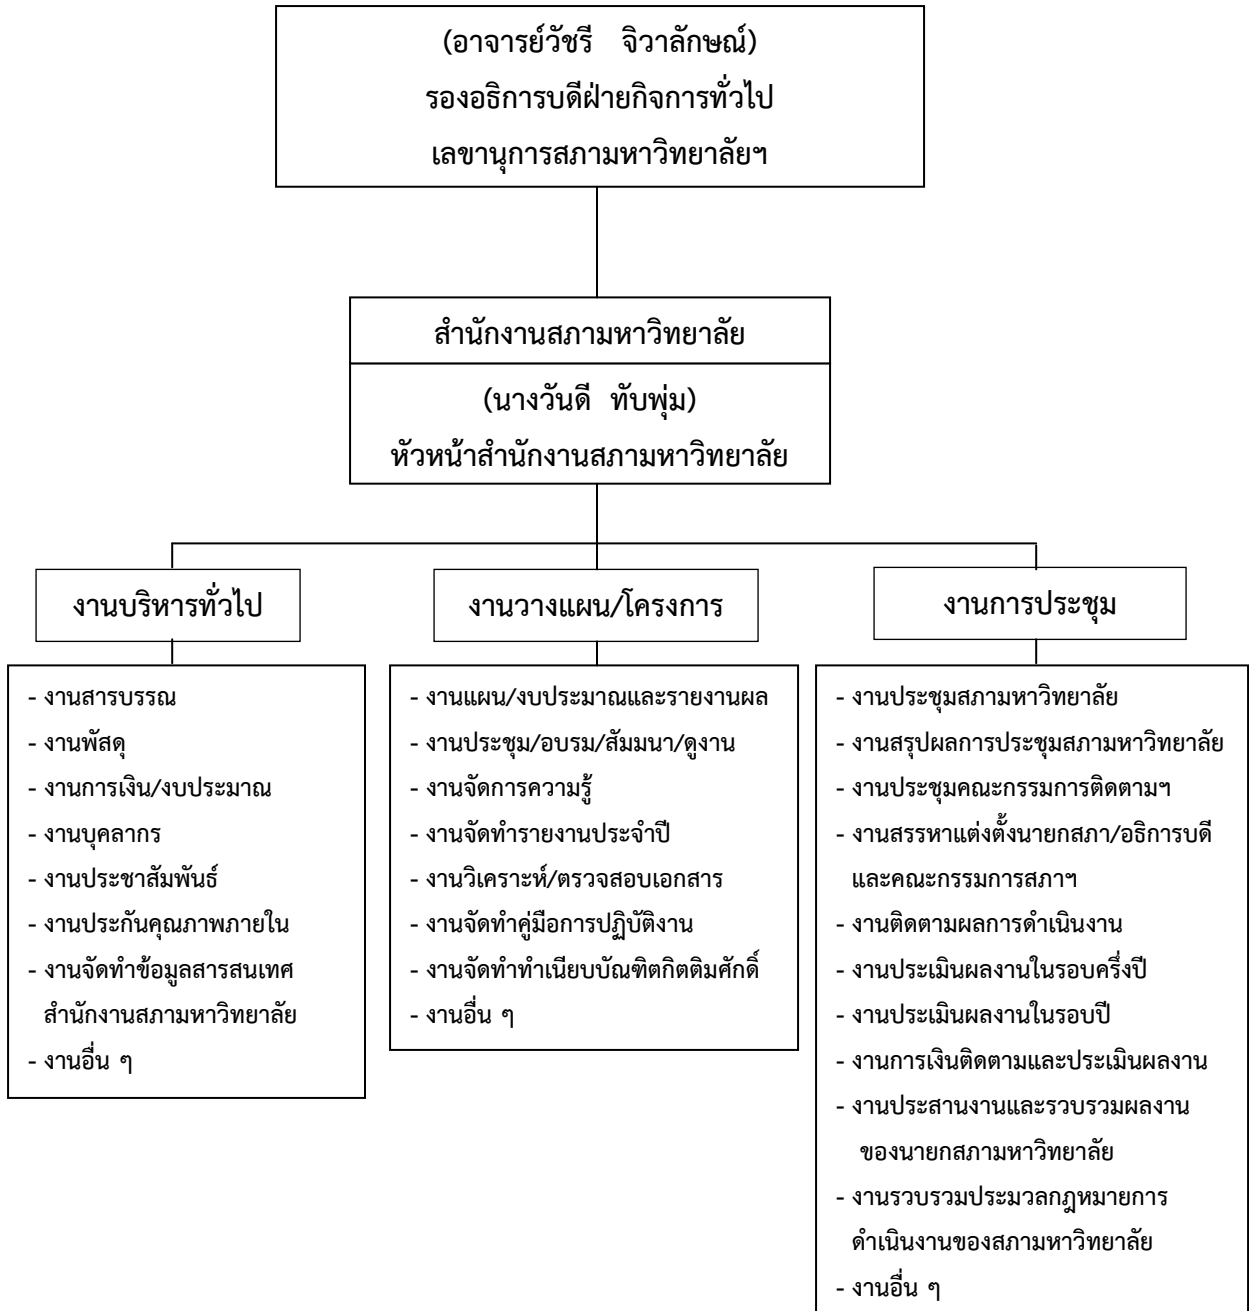 (อาจารย์วัชรี จิวาลักษณ์)
รองอธิการบดีฝ่ายกิจการทั่วไป
เลขานุการสภามหาวิทยาลัยฯ
สำนักงานสภามหาวิทยาลัย
(นางวันดี ทับพุ่ม)
หัวหน้าสำนักงานสภามหาวิทยาลัย
งานบริหารทั่วไป
- งานสารบรรณ
- งานพัสดุ
- งานการเงิน/งบประมาณ
- งานบุคลากร
- งานประชาสัมพันธ์
- งานประกันคุณภาพภายใน
- งานจัดทำข้อมูลสารสนเทศ
สำนักงานสภามหาวิทยาลัย
- งานอื่น ๆ
งานวางแผน/โครงการ
- งานแผน/งบประมาณและรายงานผล
- งานประชุม/อบรม/สัมมนา/ดูงาน
- งานจัดการความรู้
- งานจัดทำรายงานประจำปี
- งานวิเคราะห์/ตรวจสอบเอกสาร
- งานจัดทำคู่มือการปฏิบัติงาน
- งานจัดทำทำเนียบบัณฑิตกิตติมศักดิ์
- งานอื่น ๆ
งานการประชุม
- งานประชุมสภามหาวิทยาลัย
- งานสรุปผลการประชุมสภามหาวิทยาลัย
- งานประชุมคณะกรรมการติดตามฯ
- งานสรรหาแต่งตั้งนายกสภา/อธิการบดี
และคณะกรรมการสภาฯ
- งานติดตามผลการดำเนินงาน
- งานประเมินผลงานในรอบครึ่งปี
- งานประเมินผลงานในรอบปี
- งานการเงินติดตามและประเมินผลงาน
- งานประสานงานและรวบรวมผลงาน
ของนายกสภามหาวิทยาลัย
- งานรวบรวมประมวลกฎหมายการ
ดำเนินงานของสภามหาวิทยาลัย
- งานอื่น ๆ